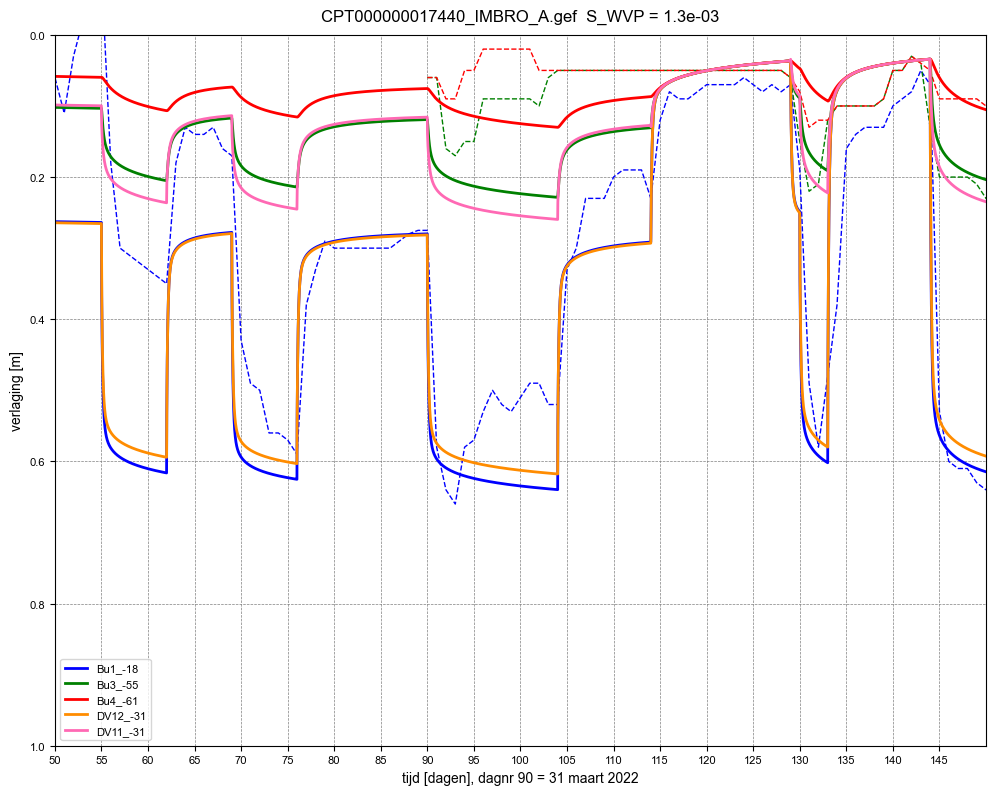 CPT000000017440_IMBRO_A.gef  S_WVP = 1.3e-03
0.0
0.2
0.4
0.6
0.8
1.0
verlaging [m]
Bu1_-18
Bu3_-55
Bu4_-61
DV12_-31
DV11_-31
50 55 60 65 70 75 80 85 90 95 100 105 110 115 120 125 130 135 140 145
tijd [dagen], dagnr 90 = 31 maart 2022